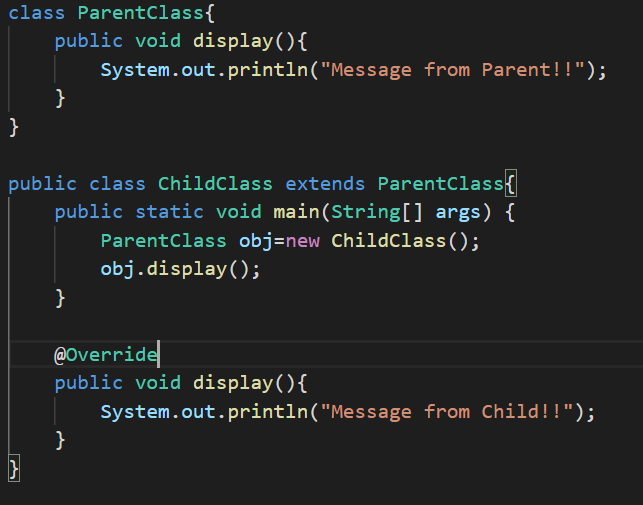 class ParentClass{
    public void display(){
        System.out.println("Message from Parent!!");
    }
}

public class ChildClass extends ParentClass{
    public static void main(String[] args) {
        ParentClass obj=new ChildClass();
        obj.display();
    }

    @Override
    public void display(){
        System.out.println("Message from Child!!");
    }
}